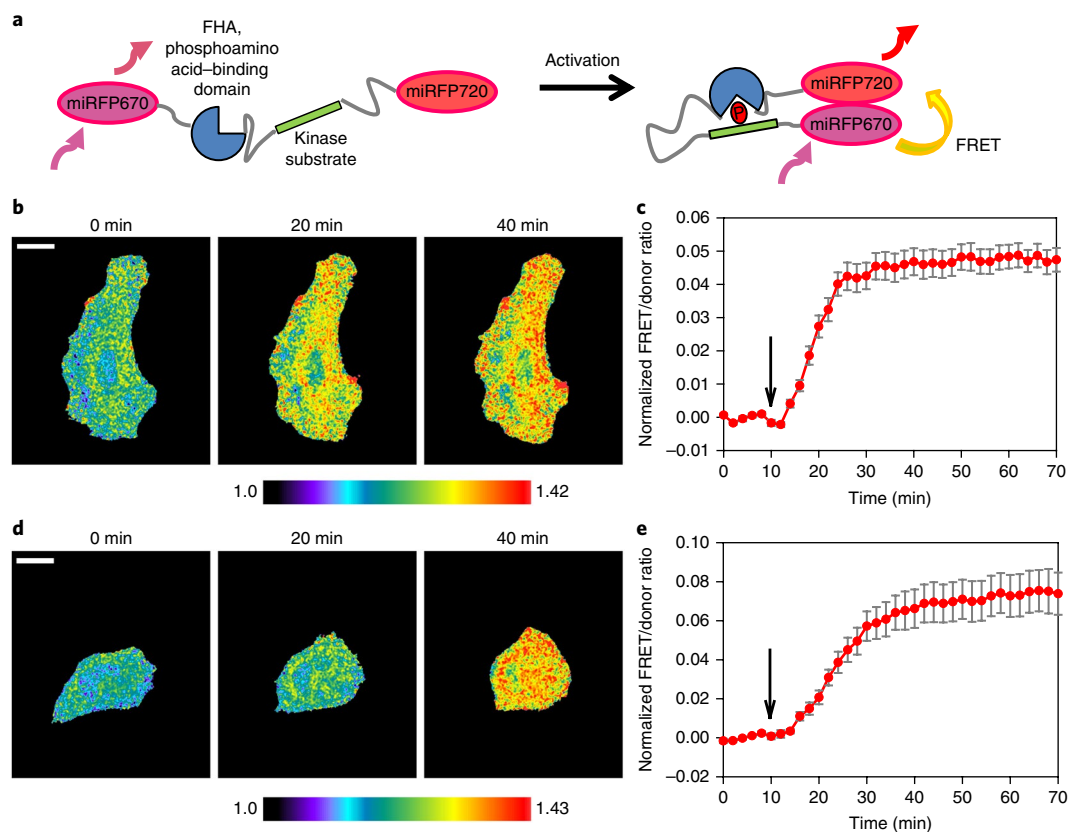 a
FHA,
phosphoamino
acid–binding
domain
miRFP670
Kinase
substrate
miRFP720
Activation
P
miRFP720
miRFP670
FRET
b
0 min
20 min
40 min
1.0
1.42
c
Normalized FRET/donor ratio
0.06
0.05
0.04
0.03
0.02
0.01
0.00
–0.01
0 10 20 30 40 50 60 70
Time (min)
d
0 min
20 min
40 min
1.0
1.43
e
Normalized FRET/donor ratio
0.10
0.08
0.06
0.04
0.02
0.00
–0.02
0 10 20 30 40 50 60 70
Time (min)